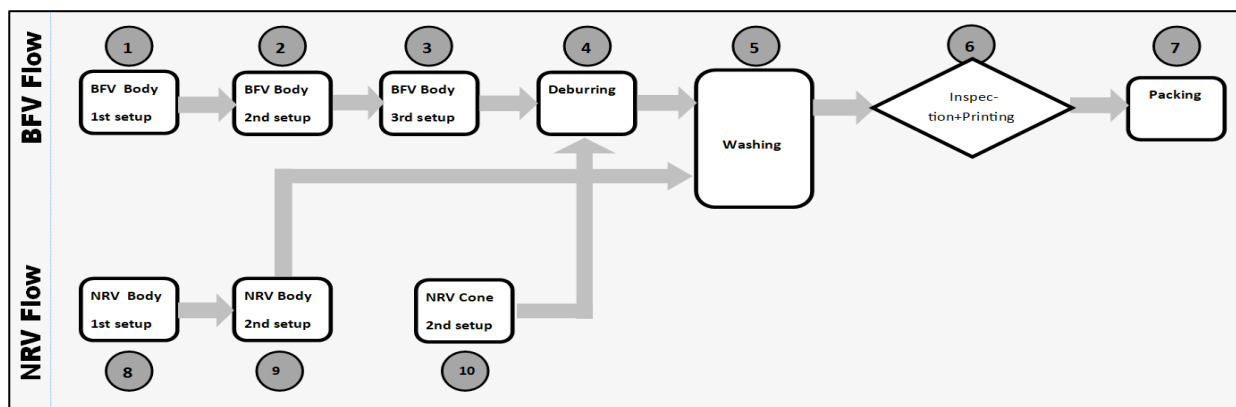 BFV Flow
1
2
3
4
5
6
7
BFV Body
1st setup
BFV Body
2nd setup
BFV Body
3rd setup
Deburring
Washing
Inspec-
tion+Printing
Packing
NRV Flow
NRV Body
1st setup
NRV Body
2nd setup
NRV Cone
2nd setup
8
9
10